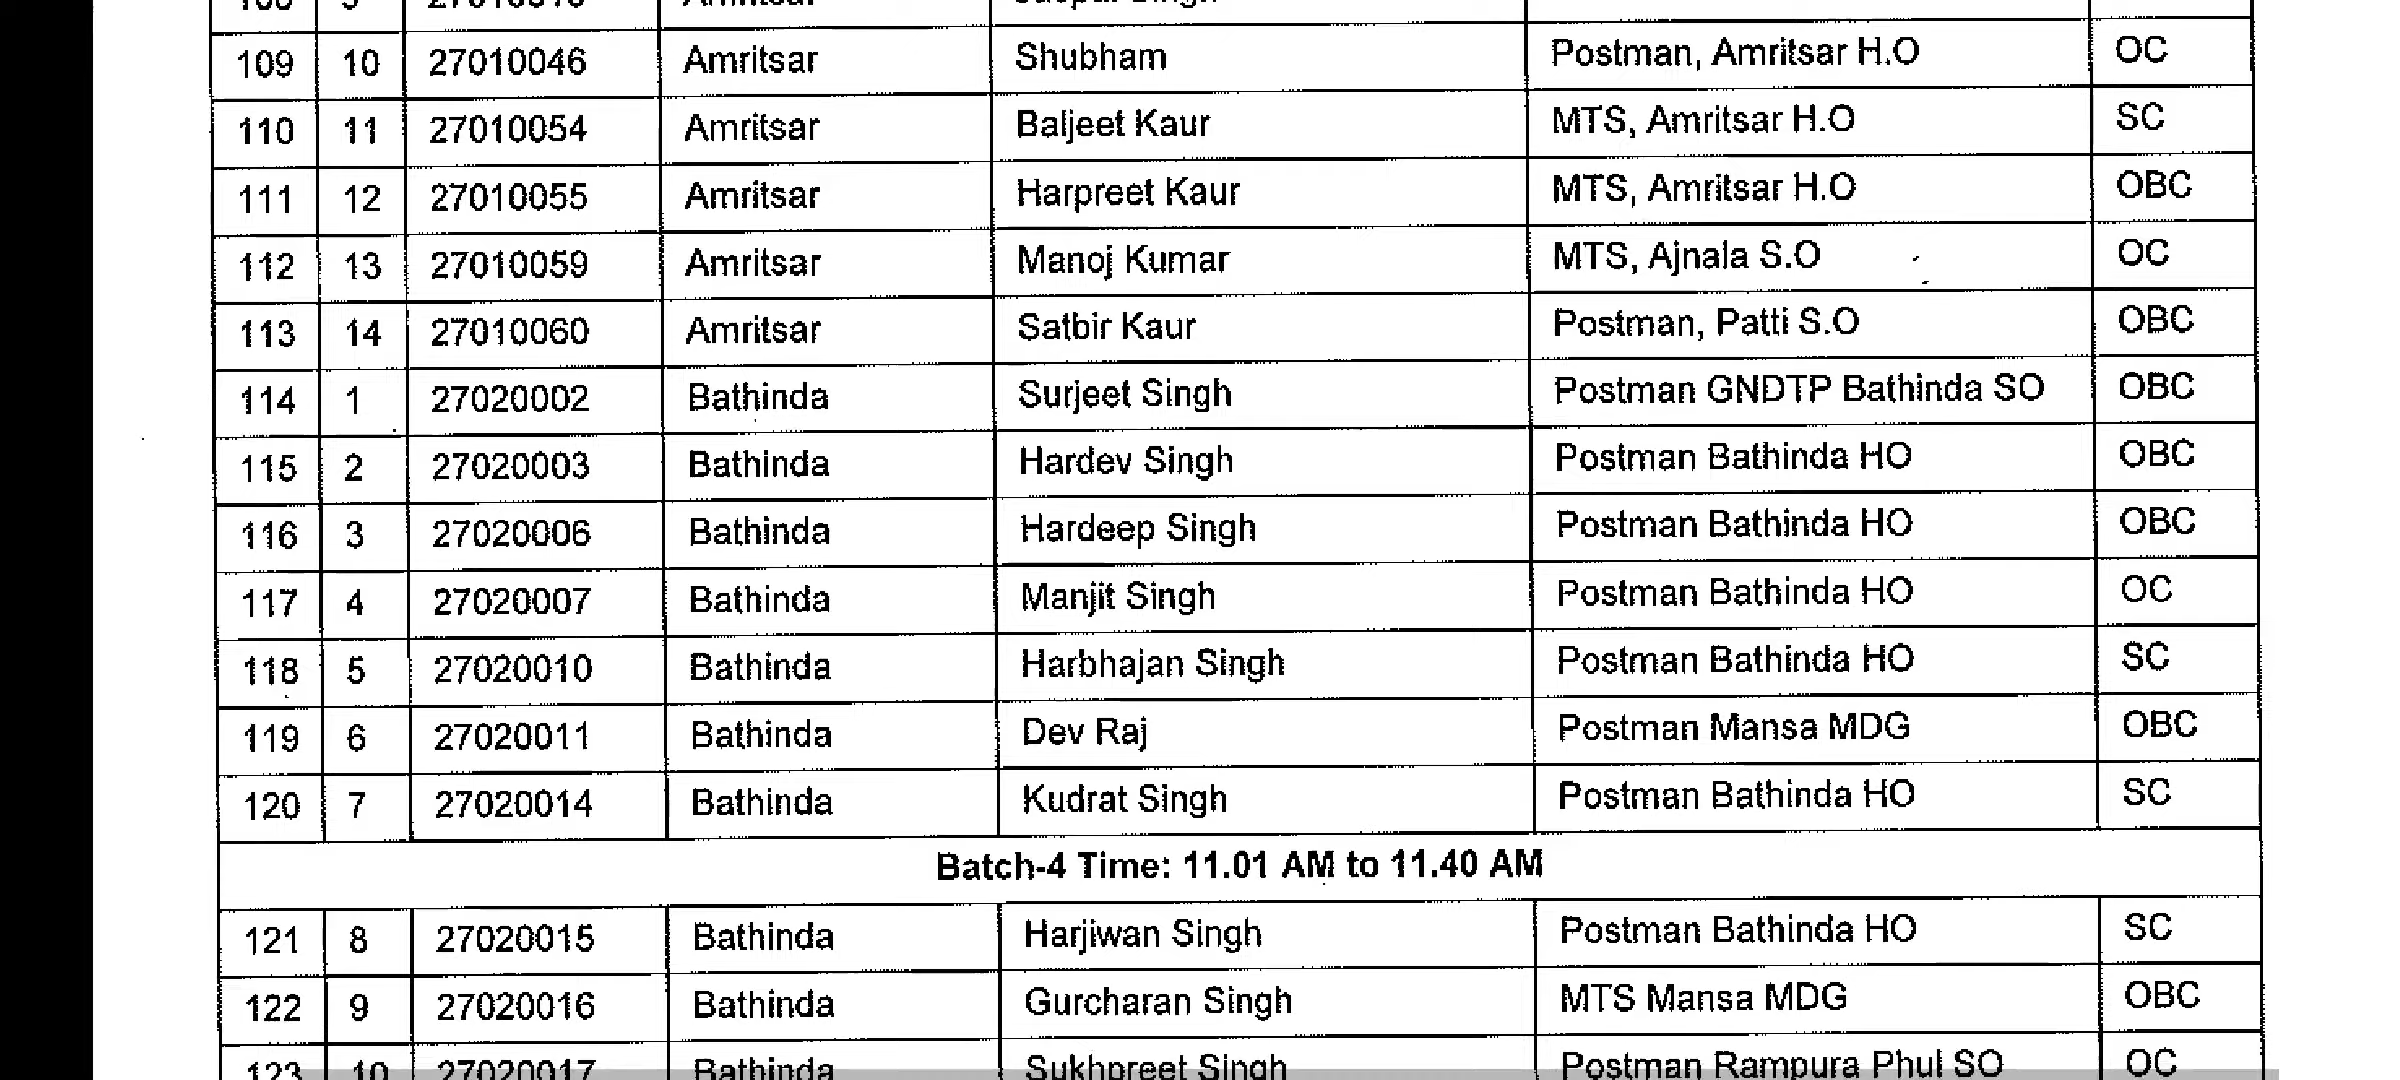 109 10 27010046 Amritsar Shubham Postman, Amritsar H.O OC
110 11 27010054 Amritsar Baljeet Kaur MTS, Amritsar H.O SC
111 12 27010055 Amritsar Harpreet Kaur MTS, Amritsar H.O OBC
112 13 27010059 Amritsar Manoj Kumar MTS, Ajnala S.O OC
113 14 27010060 Amritsar Satbir Kaur Postman, Patti S.O OBC
114 1 27020002 Bathinda Surjeet Singh Postman GNDTP Bathinda SO OBC
115 2 27020003 Bathinda Hardev Singh Postman Bathinda HO OBC
116 3 27020006 Bathinda Hardeep Singh Postman Bathinda HO OBC
117 4 27020007 Bathinda Manjit Singh Postman Bathinda HO OC
118 5 27020010 Bathinda Harbhajan Singh Postman Bathinda HO SC
119 6 27020011 Bathinda Dev Raj Postman Mansa MDG OBC
120 7 27020014 Bathinda Kudrat Singh Postman Bathinda HO SC
Batch-4 Time: 11.01 AM to 11.40 AM
121 8 27020015 Bathinda Harjiwan Singh Postman Bathinda HO SC
122 9 27020016 Bathinda Gurcharan Singh MTS Mansa MDG OBC
123 10 27020017 Bathinda Sukhpreet Singh Postman Rampura Phul SO OC